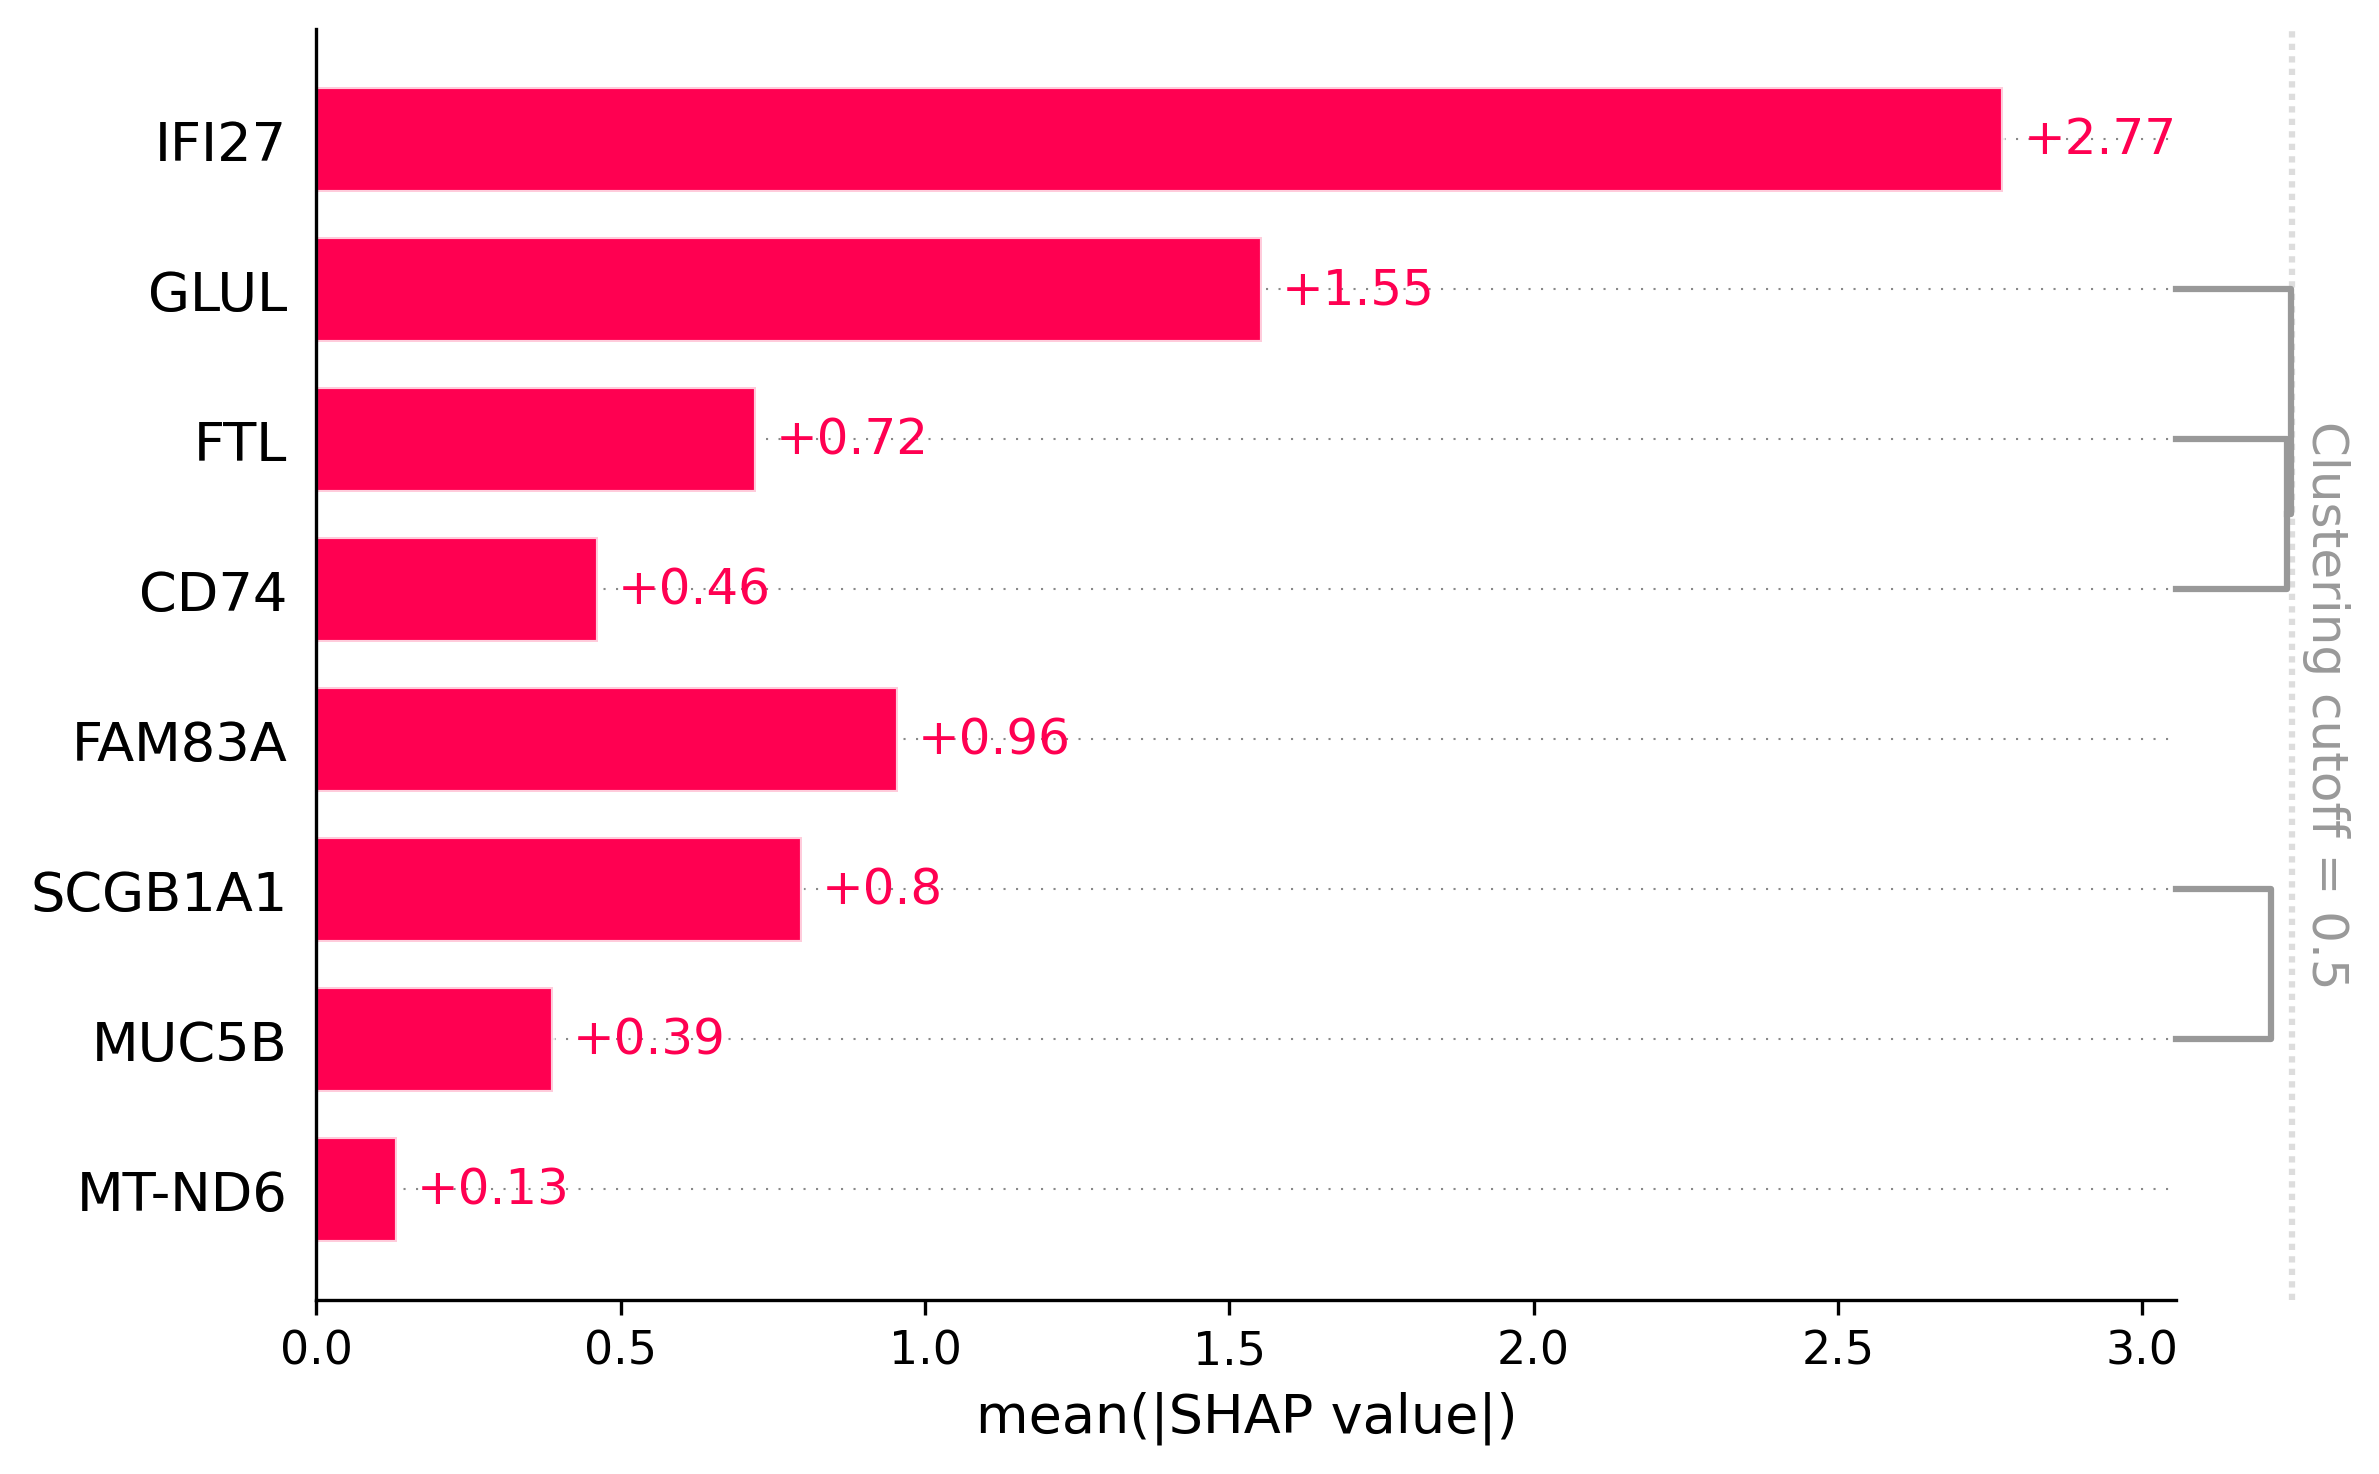 IFI27 +2.77
GLUL +1.55
FTL +0.72
CD74 +0.46
FAM83A +0.96
SCGB1A1 +0.8
MUC5B +0.39
MT-ND6 +0.13
0.0 0.5 1.0 1.5 2.0 2.5 3.0
mean(|SHAP value|)
Clustering cutoff = 0.5